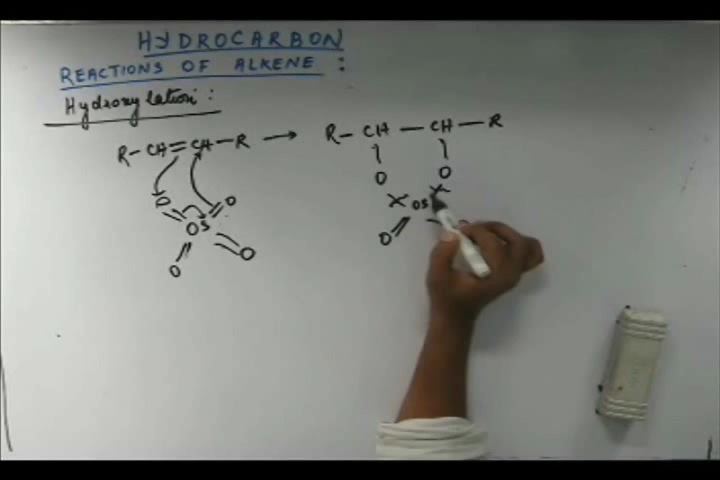 HYDROCARBON
REACTIONS OF ALKENE :
Hydroxylation :
R - CH = CH - R → R - CH - CH - R
O O O O
Os Os
O O O